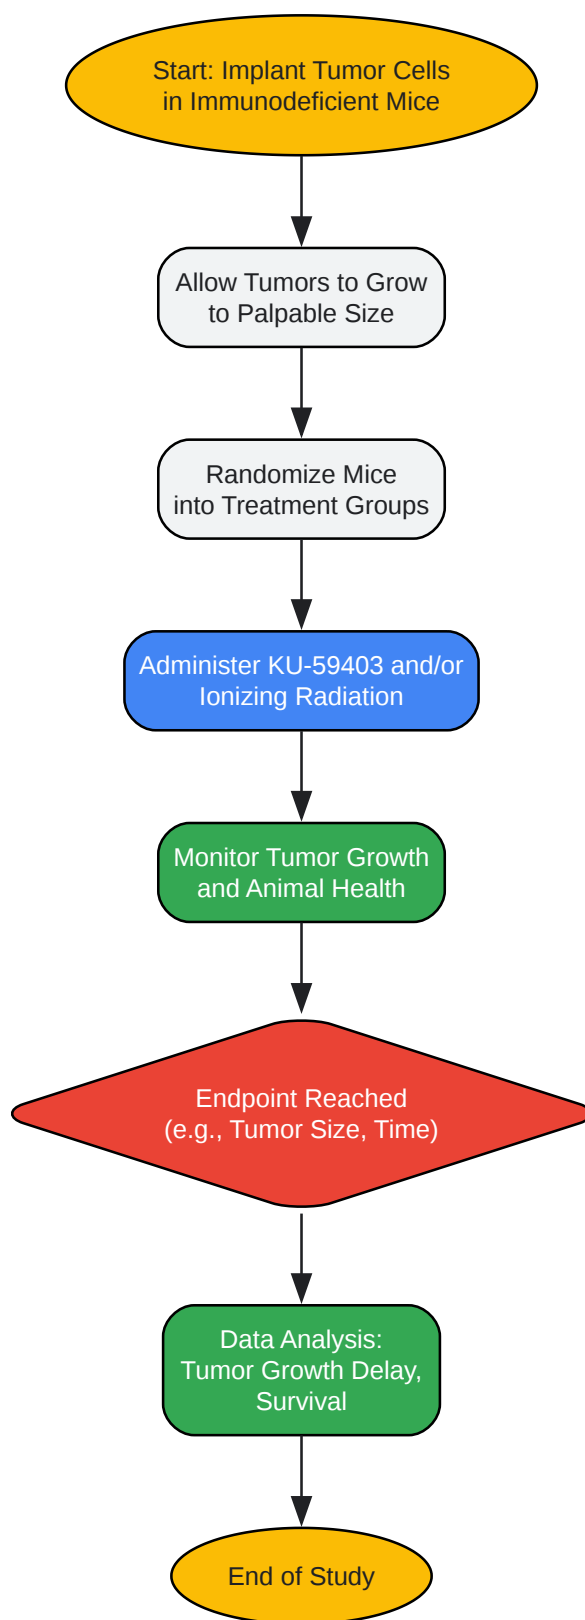 Start: Implant Tumor Cells
in Immunodeficient Mice
Allow Tumors to Grow
to Palpable Size
Randomize Mice
into Treatment Groups
Administer KU-59403 and/or
Ionizing Radiation
Monitor Tumor Growth
and Animal Health
Endpoint Reached
(e.g., Tumor Size, Time)
Data Analysis:
Tumor Growth Delay,
Survival
End of Study